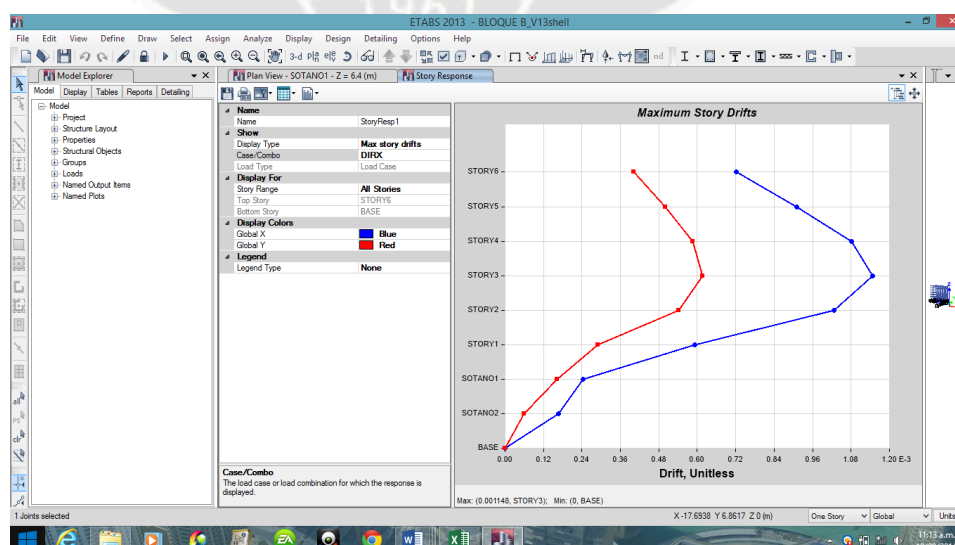 1961
ETABS 2013 - BLOQUE B_V13shell
File Edit View Define Draw Select Assign Analyze Display Design Detailing Options Help
3-d
nd
Model Explorer
Model Display Tables Reports Detailing
Model
Project
Structure Layout
Properties
Structural Objects
Groups
Loads
Named Output Items
Named Plots
all
clr
Plan View - SOTANO1 - Z = 6.4 (m)
Story Response
Name
Name StoryResp1
Show
Display Type Max story drifts
Case/Combo DIRX
Load Type Load Case
Display For
Story Range All Stories
Top Story STORY6
Bottom Story BASE
Display Colors
Global X Blue
Global Y Red
Legend
Legend Type None
Case/Combo
The load case or load combination for which the response is
displayed.
Maximum Story Drifts
STORY6
STORY5
STORY4
STORY3
STORY2
STORY1
SOTANO1
SOTANO2
BASE
0.00 0.12 0.24 0.36 0.48 0.60 0.72 0.84 0.96 1.08 1.20 E-3
Drift, Unitless
Max: (0.001148, STORY3); Min: (0, BASE)
1 Joints selected
X -17.6938 Y 6.8617 Z 0 (m)
One Story
Global
Units
EA
11:13 a.m.